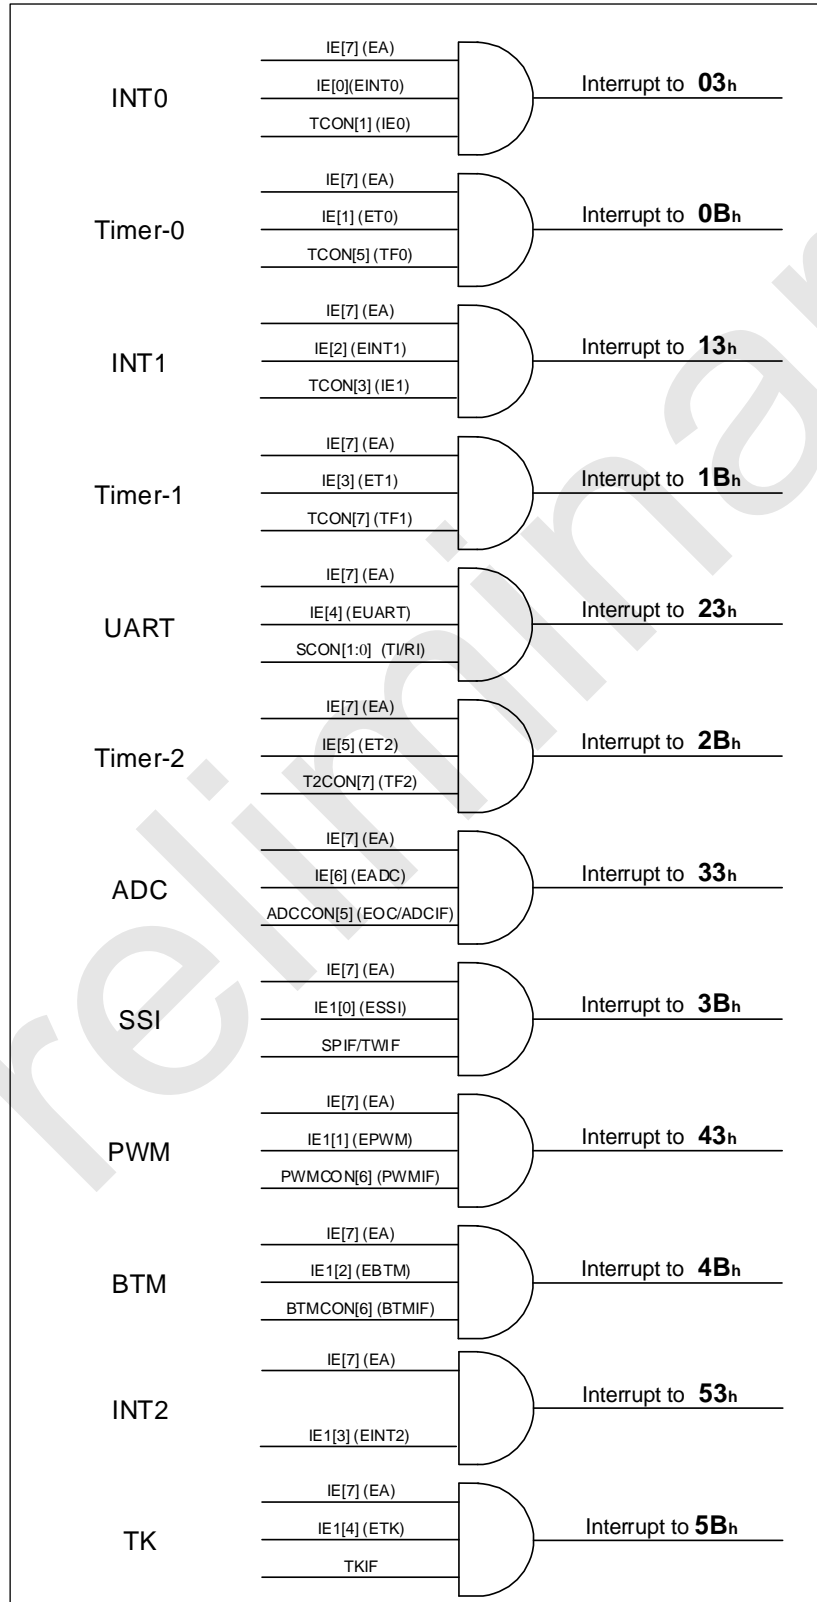 IE[7] (EA)
INT0
IE[0](EINT0)
Interrupt to 03h
TCON[1] (IE0)
IE[7] (EA)
Timer-0
IE[1] (ET0)
Interrupt to 0Bh
TCON[5] (TF0)
IE[7] (EA)
INT1
IE[2] (EINT1)
Interrupt to 13h
TCON[3] (IE1)
IE[7] (EA)
Timer-1
IE[3] (ET1)
Interrupt to 1Bh
TCON[7] (TF1)
IE[7] (EA)
UART
IE[4] (EUART)
Interrupt to 23h
SCON[1:0] (TI/RI)
IE[7] (EA)
Timer-2
IE[5] (ET2)
Interrupt to 2Bh
T2CON[7] (TF2)
IE[7] (EA)
ADC
IE[6] (EADC)
Interrupt to 33h
ADCCON[5] (EOC/ADCIF)
IE[7] (EA)
SSI
IE1[0] (ESSI)
Interrupt to 3Bh
SPIF/TWIF
IE[7] (EA)
PWM
IE1[1] (EPWM)
Interrupt to 43h
PWMCON[6] (PWMIF)
IE[7] (EA)
BTM
IE1[2] (EBTM)
Interrupt to 4Bh
BTMCON[6] (BTMIF)
IE[7] (EA)
INT2
Interrupt to 53h
IE1[3] (EINT2)
IE[7] (EA)
TK
IE1[4] (ETK)
Interrupt to 5Bh
TKIF
relimina